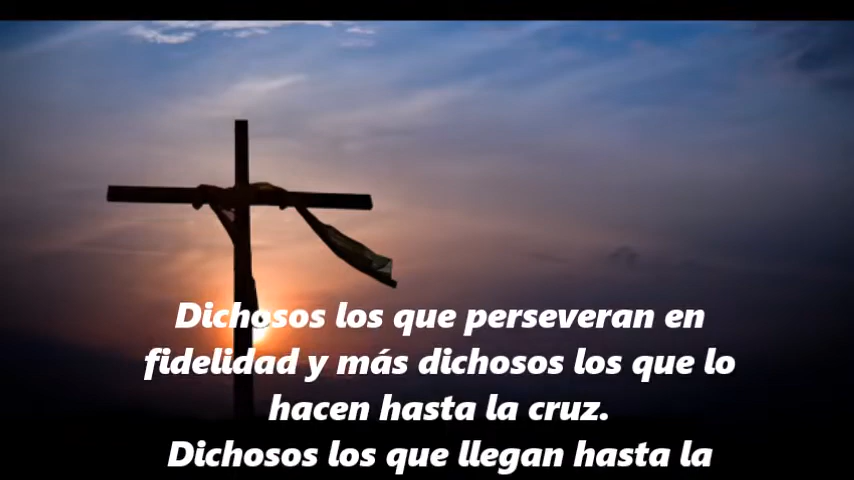 Dichosos los que perseveran en
fidelidad y más dichosos los que lo
hacen hasta la cruz.
Dichosos los que llegan hasta la